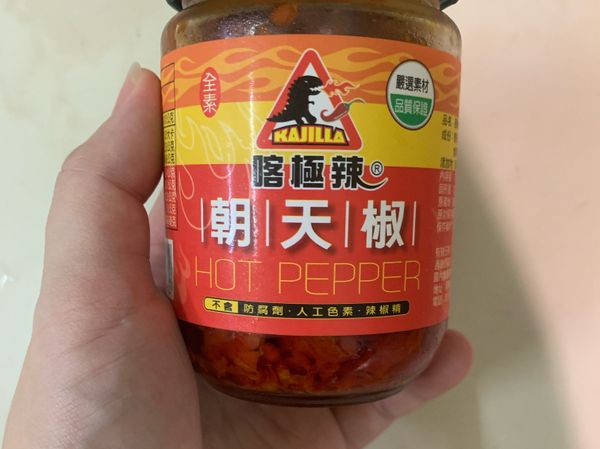 全素
KAJILLA
嚴選素材
品質保證
喀極辣®
朝天椒
HOT PEPPER
不含 防腐劑・人工色素・辣椒精